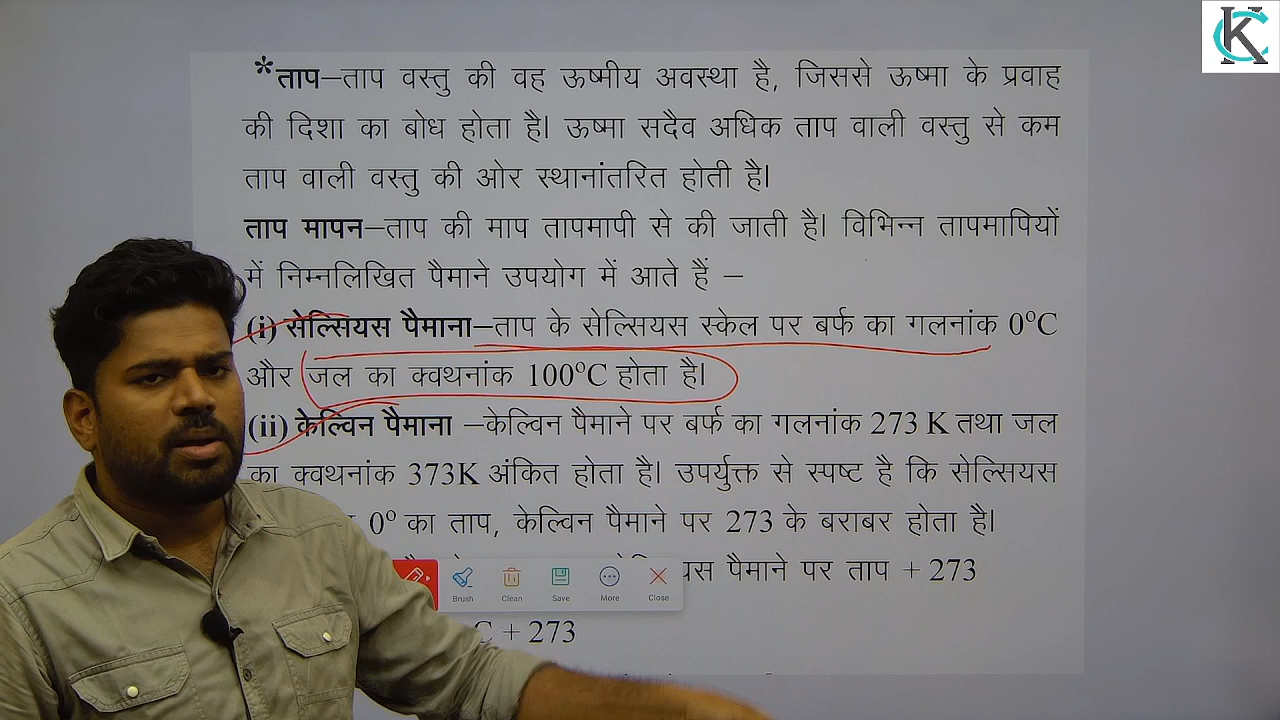 KC
*ताप–ताप वस्तु की वह ऊष्मीय अवस्था है, जिससे ऊष्मा के प्रवाह
की दिशा का बोध होता है। ऊष्मा सदैव अधिक ताप वाली वस्तु से कम
ताप वाली वस्तु की ओर स्थानांतरित होती है।
ताप मापन–ताप की माप तापमापी से की जाती है। विभिन्न तापमापियों
में निम्नलिखित पैमाने उपयोग में आते हैं –
(i) सेल्सियस पैमाना–ताप के सेल्सियस स्केल पर बर्फ का गलनांक 0°C
और जल का क्वथनांक 100°C होता है।
(ii) केल्विन पैमाना –केल्विन पैमाने पर बर्फ का गलनांक 273 K तथा जल
का क्वथनांक 373K अंकित होता है। उपर्युक्त से स्पष्ट है कि सेल्सियस
0° का ताप, केल्विन पैमाने पर 273 के बराबर होता है।
पैमाने पर ताप + 273
Brush Clean Save More Close
C + 273